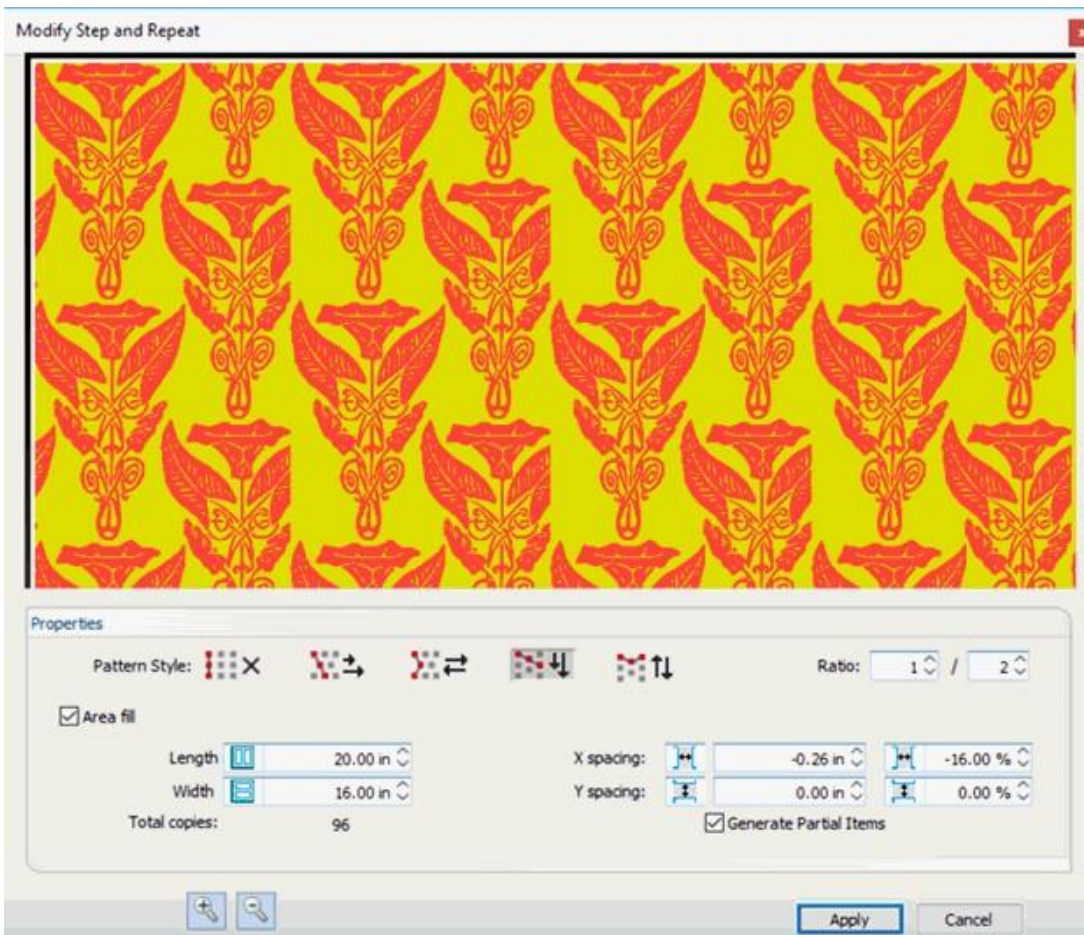 Modify Step and Repeat
Properties
Pattern Style:
Ratio: 1 / 2
Area fill
Length 20.00 in X spacing: -0.26 in -16.00 %
Width 16.00 in Y spacing: 0.00 in 0.00 %
Total copies: 96 Generate Partial Items
Apply Cancel